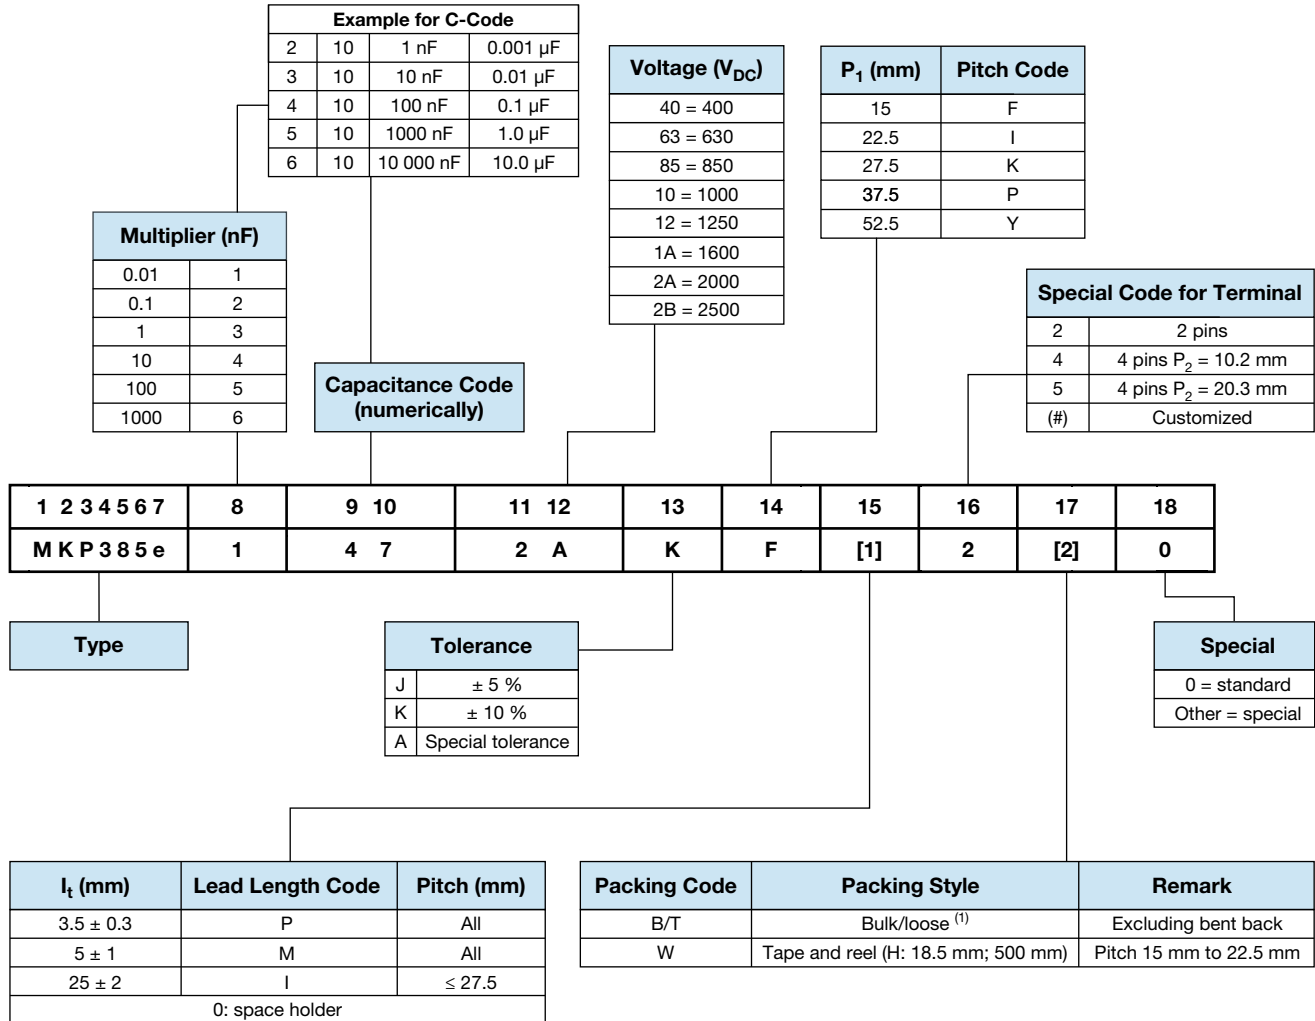 Example for C-Code
2 10 1 nF 0.001 µF
3 10 10 nF 0.01 µF
4 10 100 nF 0.1 µF
5 10 1000 nF 1.0 µF
6 10 10 000 nF 10.0 µF
Voltage (V_DC)
40 = 400
63 = 630
85 = 850
10 = 1000
12 = 1250
1A = 1600
2A = 2000
2B = 2500
P₁ (mm) Pitch Code
15 F
22.5 I
27.5 K
37.5 P
52.5 Y
Multiplier (nF)
0.01 1
0.1 2
1 3
10 4
100 5
1000 6
Capacitance Code
(numerically)
Special Code for Terminal
2 2 pins
4 4 pins P₂ = 10.2 mm
5 4 pins P₂ = 20.3 mm
(#) Customized
1 2 3 4 5 6 7 8 9 10 11 12 13 14 15 16 17 18
M K P 3 8 5 e 1 4 7 2 A K F [1] 2 [2] 0
Type
Tolerance
J ± 5 %
K ± 10 %
A Special tolerance
Special
0 = standard
Other = special
I_t (mm) Lead Length Code Pitch (mm)
3.5 ± 0.3 P All
5 ± 1 M All
25 ± 2 I ≤ 27.5
0: space holder
Packing Code Packing Style Remark
B/T Bulk/loose (1) Excluding bent back
W Tape and reel (H: 18.5 mm; 500 mm) Pitch 15 mm to 22.5 mm